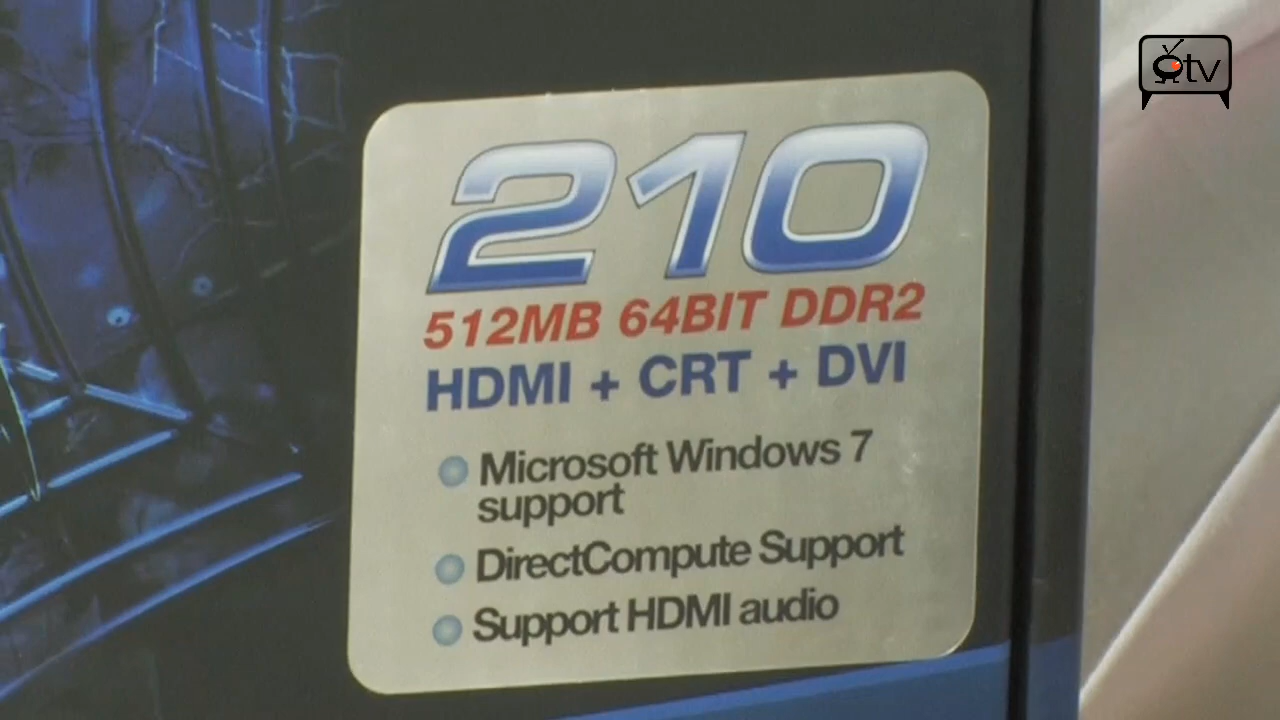 tv
210
512MB 64BIT DDR2
HDMI + CRT + DVI
Microsoft Windows 7
support
DirectCompute Support
Support HDMI audio